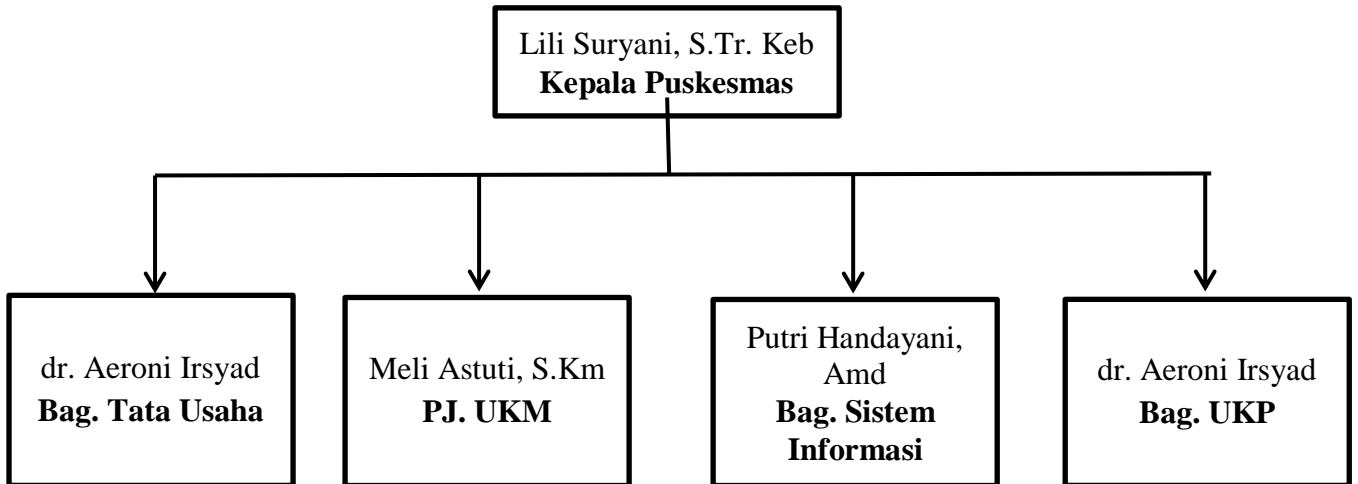 Lili Suryani, S.Tr. Keb
Kepala Puskesmas
dr. Aeroni Irsyad
Bag. Tata Usaha
Meli Astuti, S.Km
PJ. UKM
Putri Handayani,
Amd
Bag. Sistem
Informasi
dr. Aeroni Irsyad
Bag. UKP